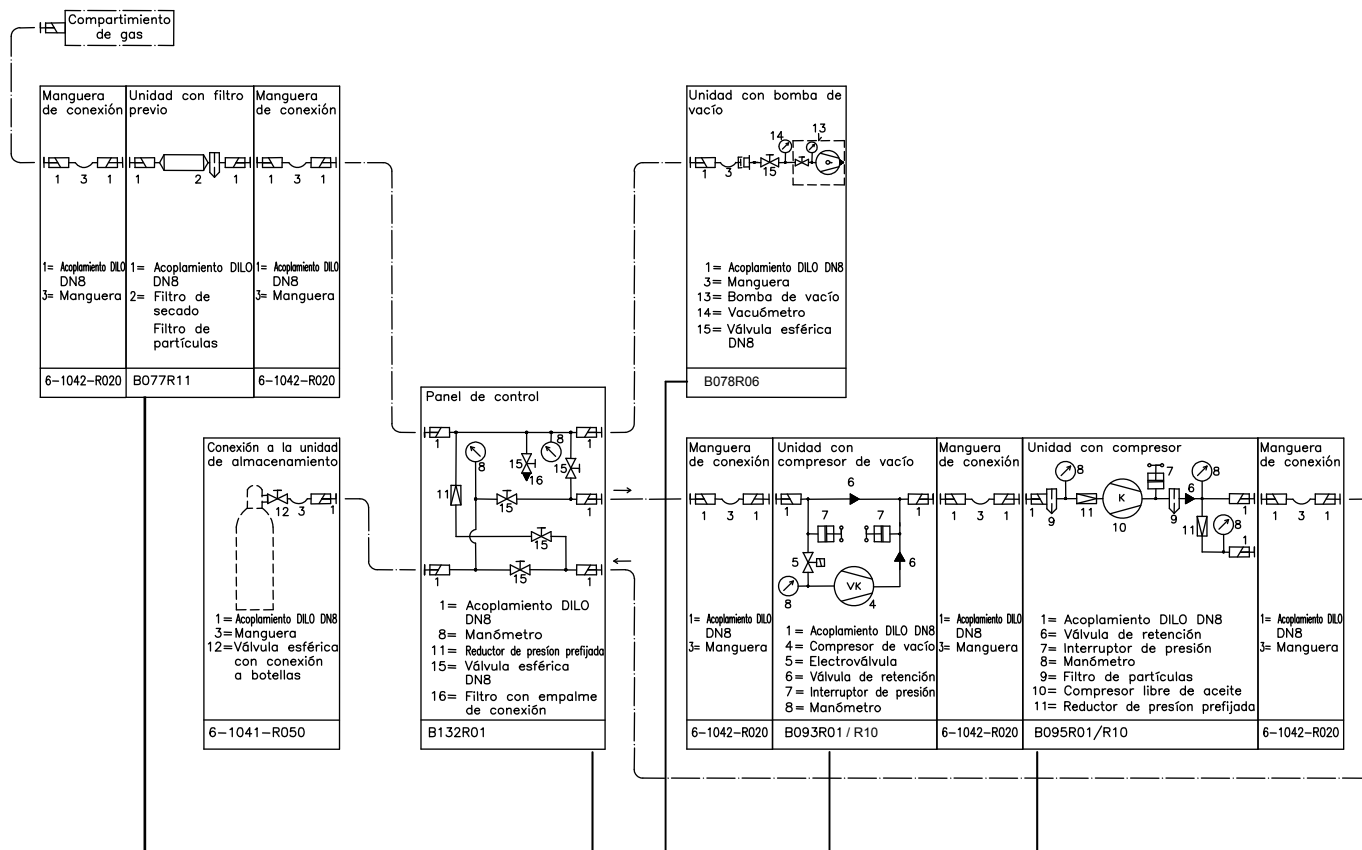 Compartimiento
de gas
Manguera
de conexión
1 3 1
1= Acoplamiento DILO
DN8
3= Manguera
6-1042-R020
Unidad con filtro
previo
1 2 1
1= Acoplamiento DILO
DN8
2= Filtro de
secado
Filtro de
partículas
B077R11
Manguera
de conexión
1 3 1
1= Acoplamiento DILO
DN8
3= Manguera
6-1042-R020
Unidad con bomba de
vacío
14 13
1 3 15
1= Acoplamiento DILO DN8
3= Manguera
13= Bomba de vacío
14= Vacuómetro
15= Válvula esférica
DN8
B078R06
Conexión a la unidad
de almacenamiento
12 3 1
1= Acoplamiento DILO DN8
3= Manguera
12= Válvula esférica
con conexión
a botellas
6-1041-R050
Panel de control
1 8 1
8 15 16 15
11 15 1
15
1 15 1
1= Acoplamiento DILO
DN8
8= Manómetro
11= Reductor de presíon prefijada
15= Válvula esférica
DN8
16= Filtro con empalme
de conexión
B132R01
Manguera
de conexión
1 3 1
1= Acoplamiento DILO
DN8
3= Manguera
6-1042-R020
Unidad con
compresor de vacío
6
1 1
7 7
5 6
VK
8 4
1= Acoplamiento DILO DN8
4= Compresor de vacío
5= Electroválvula
6= Válvula de retención
7= Interruptor de presión
8= Manómetro
B093R01 / R10
Manguera
de conexión
1 3 1
1= Acoplamiento DILO
DN8
3= Manguera
6-1042-R020
Unidad con compresor
8 7 8
K 6
1 9 11 10 9 1
11 8
1
1= Acoplamiento DILO DN8
6= Válvula de retención
7= Interruptor de presión
8= Manómetro
9= Filtro de partículas
10= Compresor libre de aceite
11= Reductor de presíon prefijada
B095R01/R10
Manguera
de conexión
1 3 1
1= Acoplamiento DILO
DN8
3= Manguera
6-1042-R020